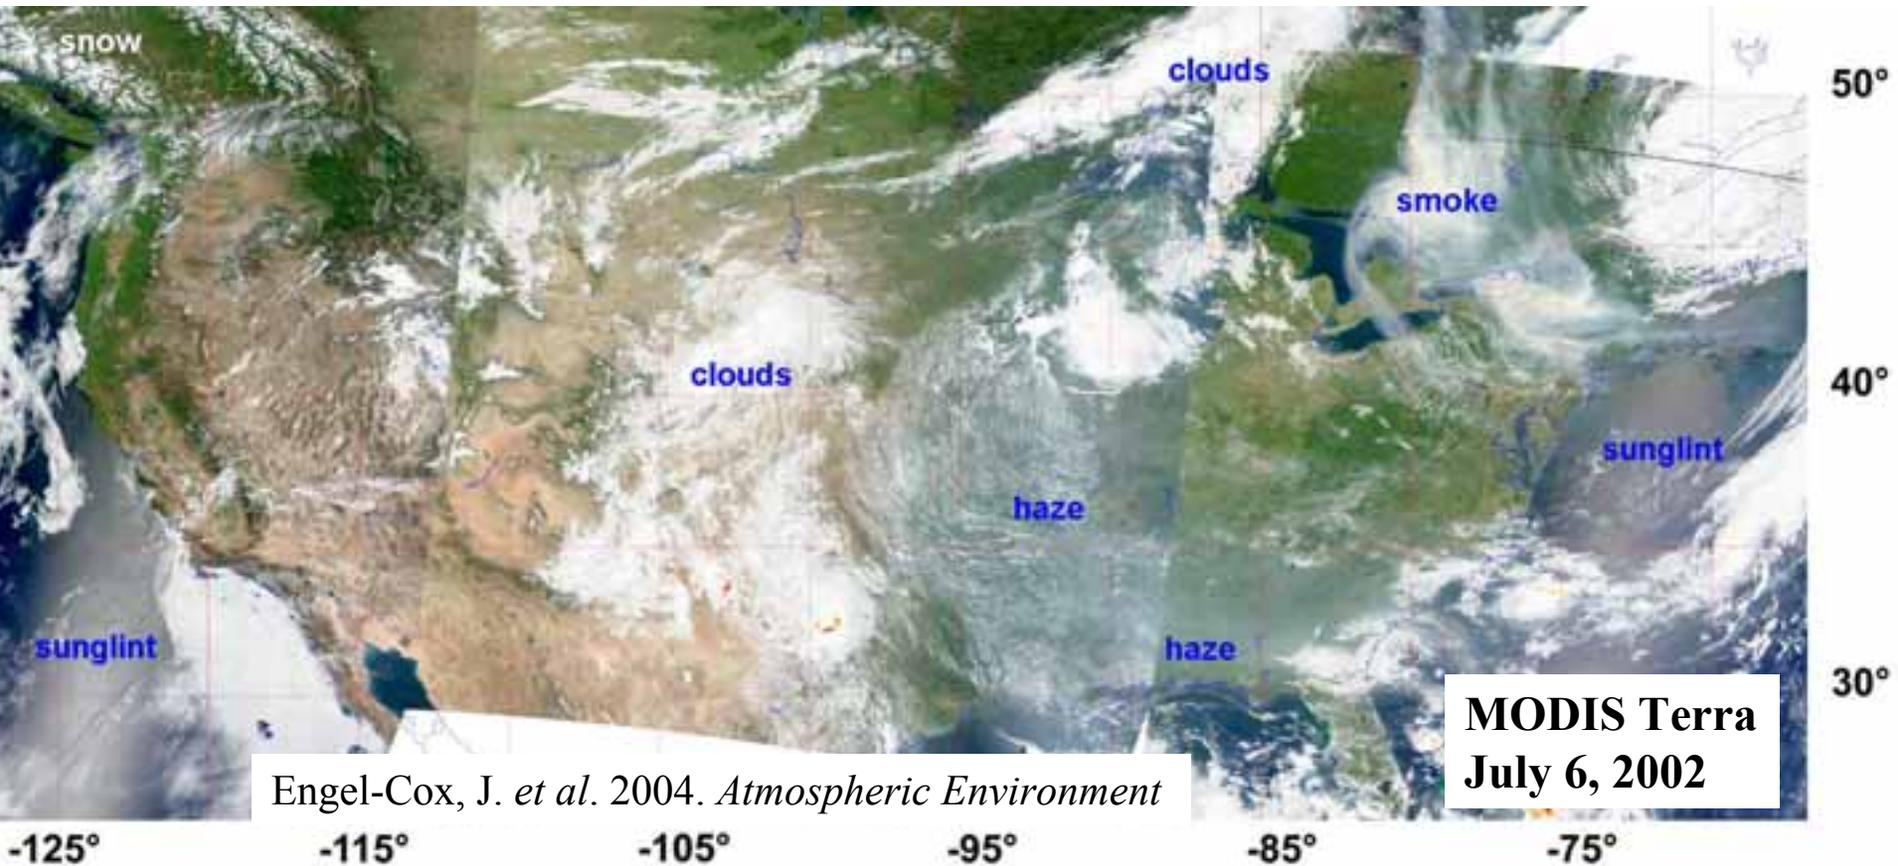 snow
clouds
50°
smoke
clouds
40°
sunglint
haze
sunglint
haze
30°
MODIS Terra
July 6, 2002
Engel-Cox, J. et al. 2004. Atmospheric Environment
-125°
-115°
-105°
-95°
-85°
-75°